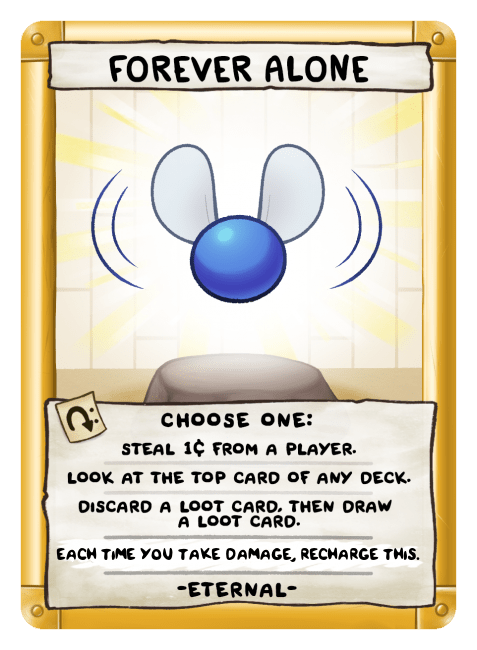 FOREVER ALONE
CHOOSE ONE:
STEAL 1¢ FROM A PLAYER.
LOOK AT THE TOP CARD OF ANY DECK.
DISCARD A LOOT CARD, THEN DRAW
A LOOT CARD.
EACH TIME YOU TAKE DAMAGE, RECHARGE THIS.
-ETERNAL-